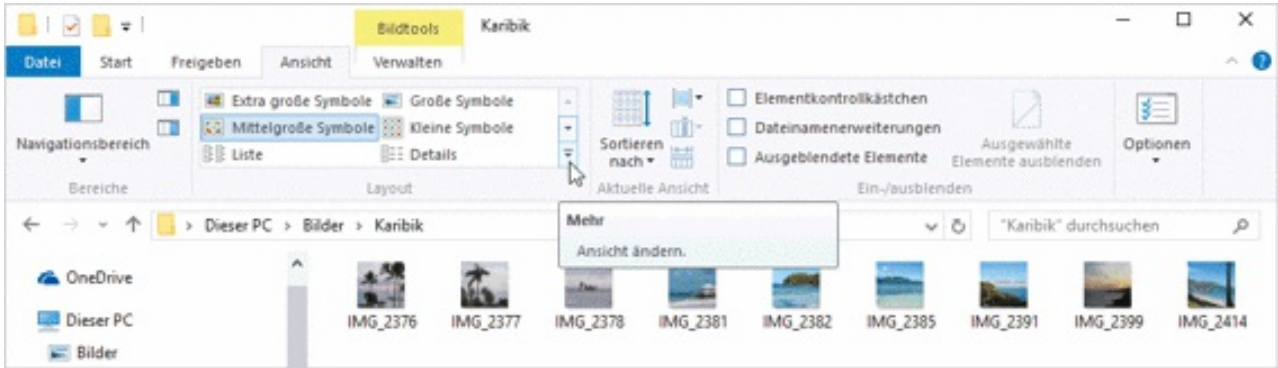 Bildtools Karibik
Datei Start Freigeben Ansicht Verwalten
Navigationsbereich
Bereiche
Extra große Symbole Große Symbole
Mittelgroße Symbole Kleine Symbole
Liste Details
Layout
Sortieren
nach
Aktuelle Ansicht
Elementkontrollkästchen
Dateinamenerweiterungen
Ausgeblendete Elemente
Ausgewählte
Elemente ausblenden
Ein-/ausblenden
Optionen
Dieser PC > Bilder > Karibik
"Karibik" durchsuchen
Mehr
Ansicht ändern.
OneDrive
Dieser PC
Bilder
IMG_2376 IMG_2377 IMG_2378 IMG_2381 IMG_2382 IMG_2385 IMG_2391 IMG_2399 IMG_2414